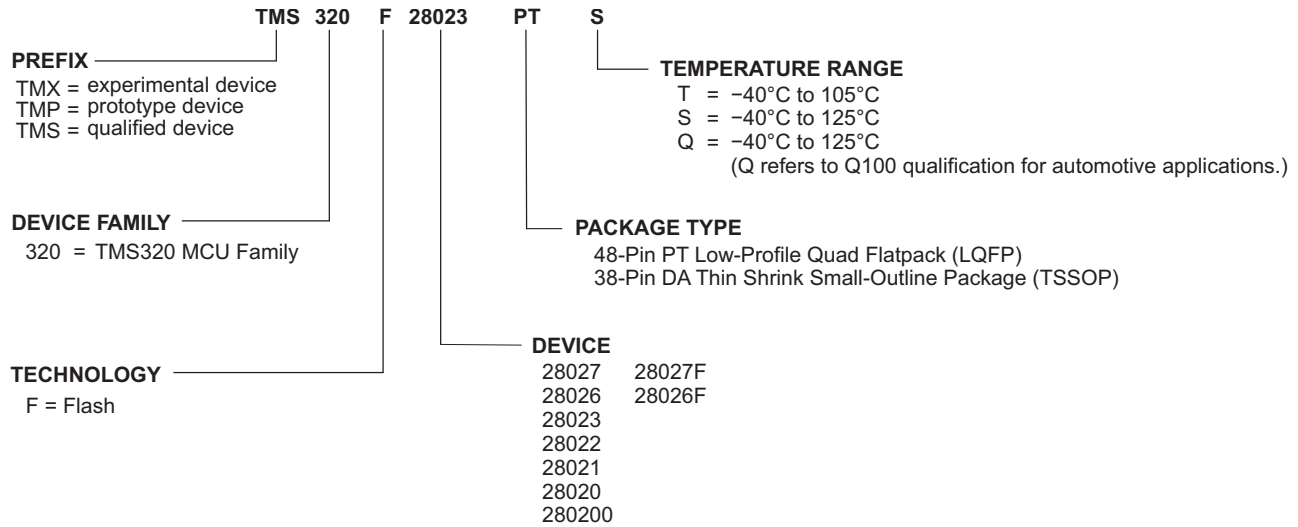 TMS 320 F 28023 PT S
PREFIX
TMX = experimental device
TMP = prototype device
TMS = qualified device
TEMPERATURE RANGE
T = −40°C to 105°C
S = −40°C to 125°C
Q = −40°C to 125°C
(Q refers to Q100 qualification for automotive applications.)
DEVICE FAMILY
320 = TMS320 MCU Family
PACKAGE TYPE
48-Pin PT Low-Profile Quad Flatpack (LQFP)
38-Pin DA Thin Shrink Small-Outline Package (TSSOP)
TECHNOLOGY
F = Flash
DEVICE
28027 28027F
28026 28026F
28023
28022
28021
28020
280200